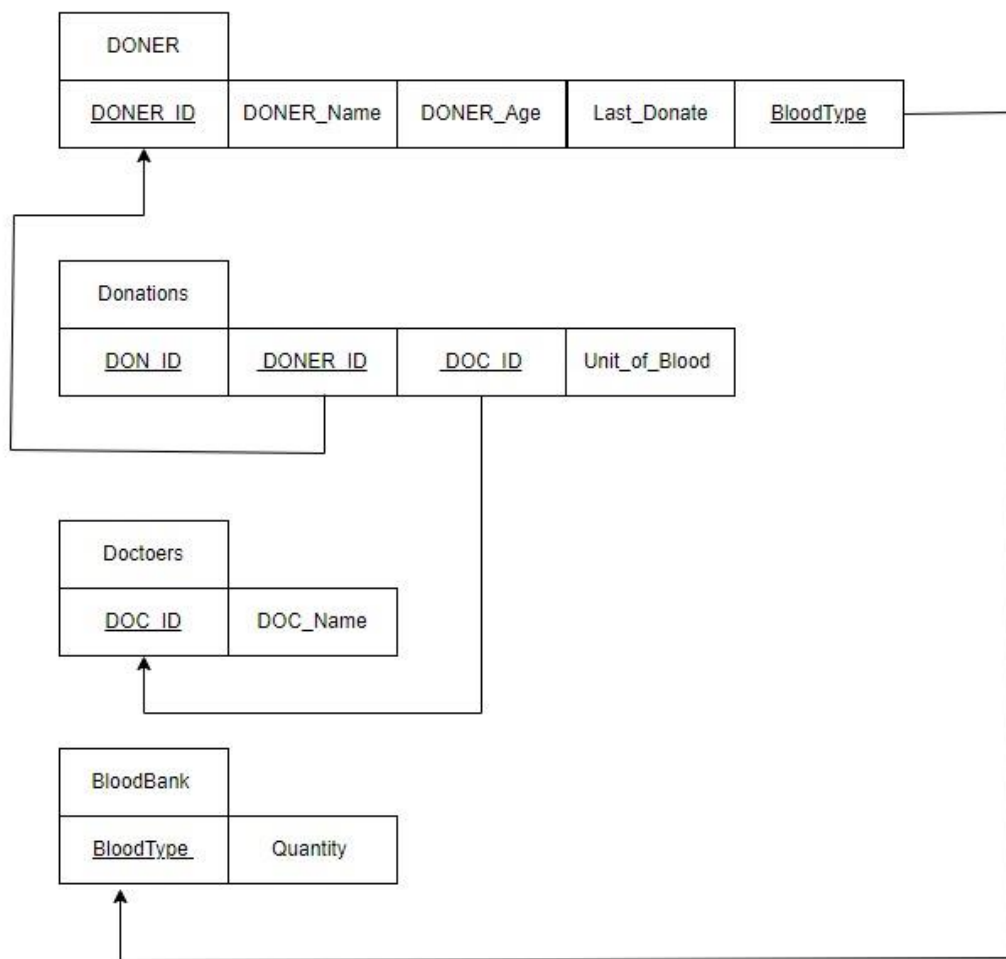 DONER
DONER_ID DONER_Name DONER_Age Last_Donate BloodType
Donations
DON_ID DONER_ID DOC_ID Unit_of_Blood
Doctoers
DOC_ID DOC_Name
BloodBank
BloodType Quantity